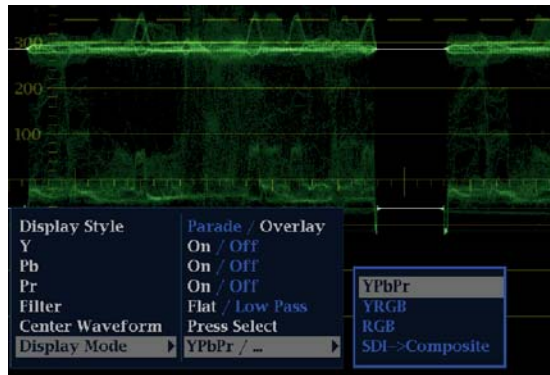 300
200
100
Display Style Parade / Overlay
Y On / Off
Pb On / Off
Pr On / Off
Filter Flat / Low Pass
Center Waveform Press Select
Display Mode YPbPr / ...
YPbPr
YRGB
RGB
SDI->Composite